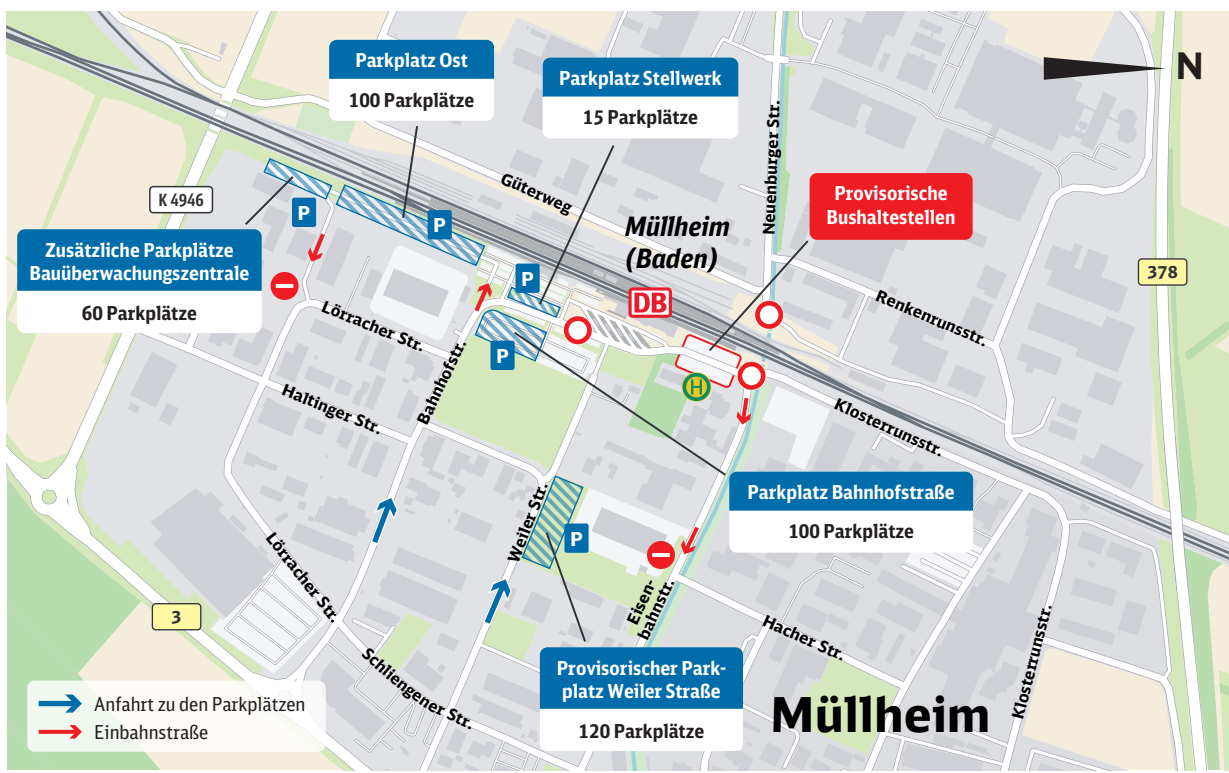 Parkplatz Ost
100 Parkplätze
Parkplatz Stellwerk
15 Parkplätze
N
K 4946
Güterweg
Neuenburger Str.
Provisorische
Bushaltestellen
P
P
Zusätzliche Parkplätze
Bauüberwachungszentrale
60 Parkplätze
Müllheim
(Baden)
378
P
DB
Renkenrunsstr.
Lörracher Str.
P
Bahnhofstr.
H
Haltinger Str.
Klosterrunsstr.
Parkplatz Bahnhofstraße
100 Parkplätze
Weiler Str.
P
Lörracher Str.
Eisen-
bahnstr.
3
Hacher Str.
Klosterrunsstr.
Schliengener Str.
Provisorischer Park-
platz Weiler Straße
120 Parkplätze
Müllheim
Anfahrt zu den Parkplätzen
Einbahnstraße